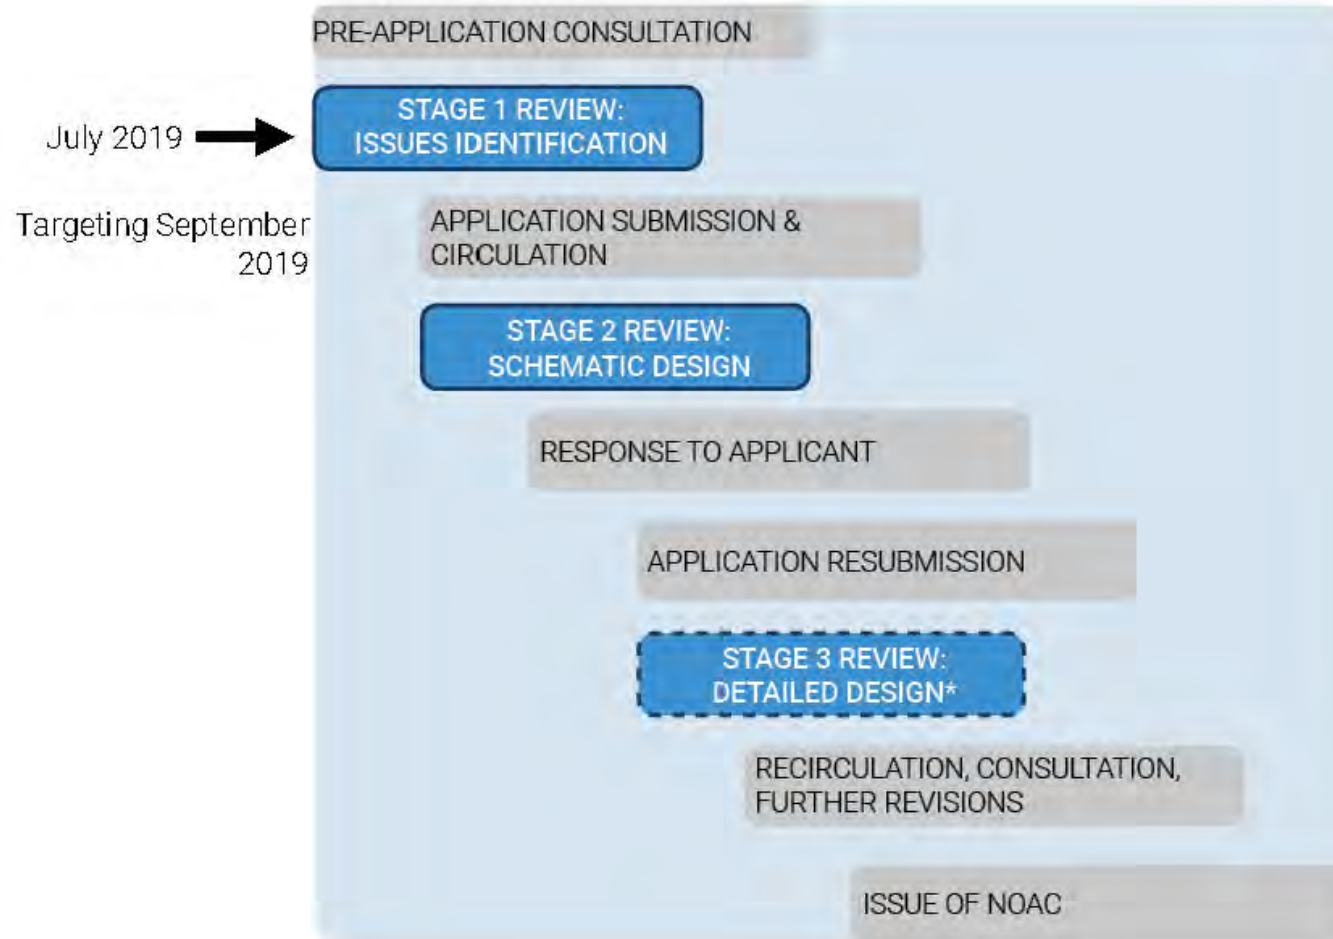 PRE-APPLICATION CONSULTATION
July 2019
STAGE 1 REVIEW:
ISSUES IDENTIFICATION
Targeting September
2019
APPLICATION SUBMISSION &
CIRCULATION
STAGE 2 REVIEW:
SCHEMATIC DESIGN
RESPONSE TO APPLICANT
APPLICATION RESUBMISSION
STAGE 3 REVIEW:
DETAILED DESIGN*
RECIRCULATION, CONSULTATION,
FURTHER REVISIONS
ISSUE OF NOAC